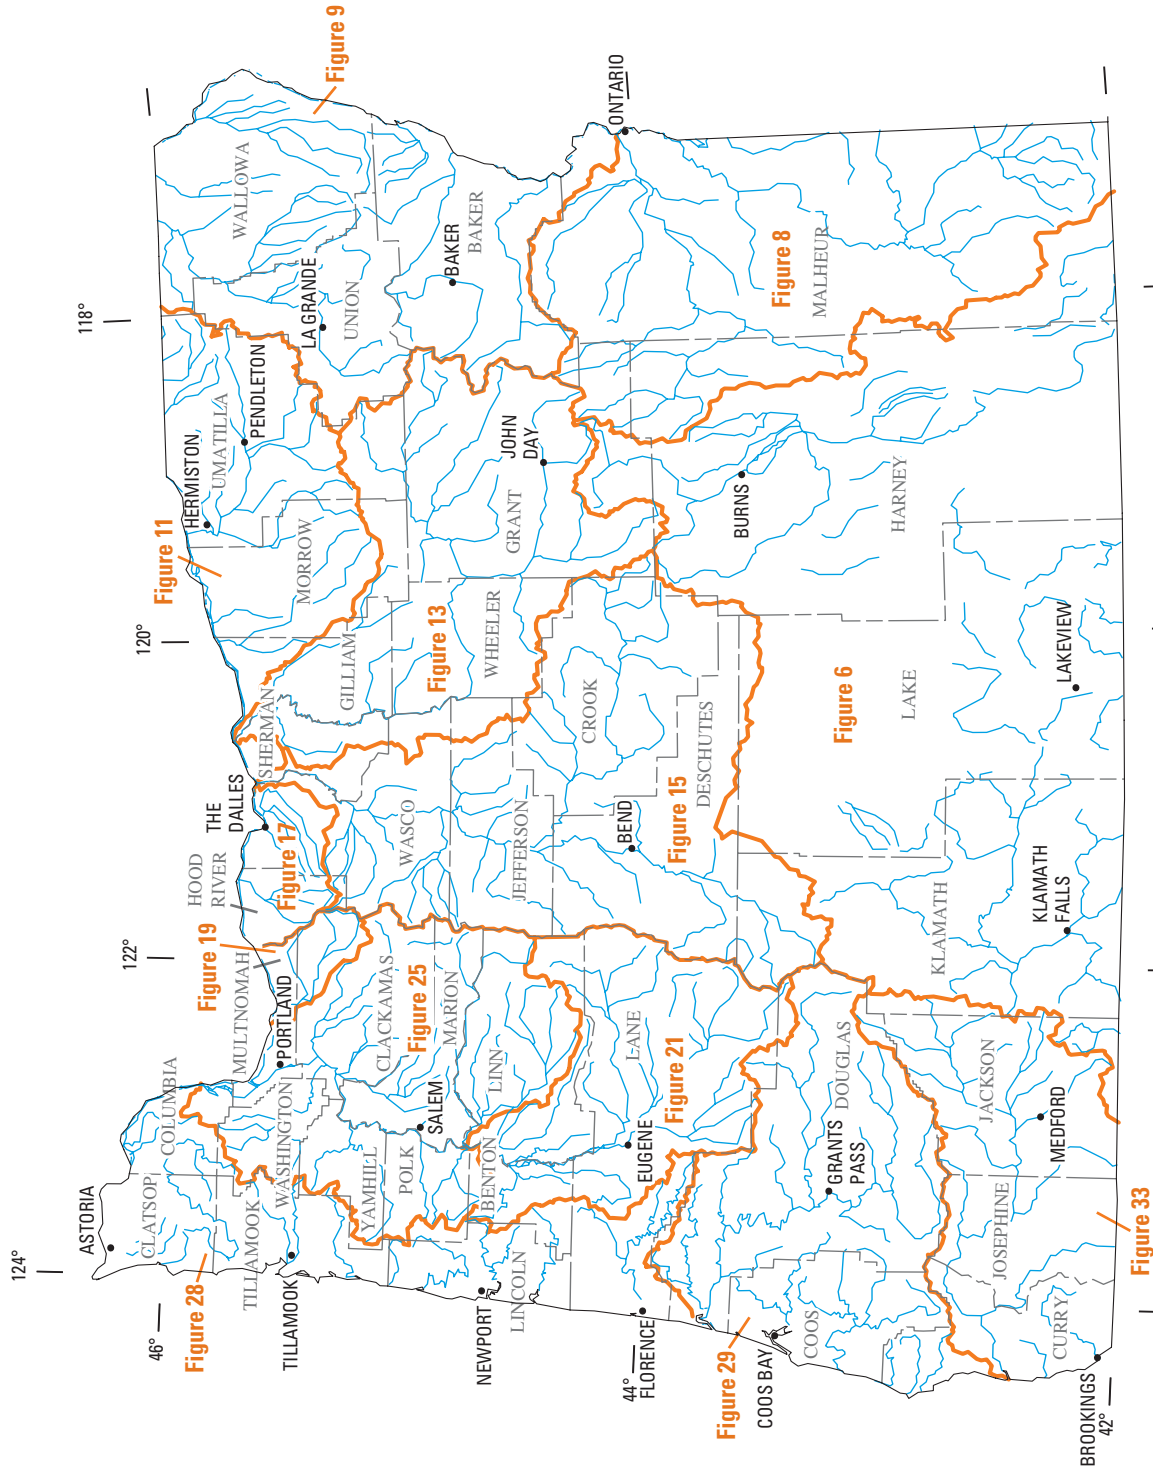 124°
122°
120°
118°
46°
44°
42°
ASTORIA
CLATSOP
COLUMBIA
Figure 28
TILLAMOOK
TILLAMOOK
WASHINGTON
MULTNOMAH
PORTLAND
Figure 19
HOOD
RIVER
THE
DALLES
Figure 17
SHERMAN
Figure 11
HERMISTON
UMATILLA
PENDLETON
MORROW
GILLIAM
WALLOWA
Figure 9
LA GRANDE
UNION
BAKER
BAKER
YAMHILL
POLK
SALEM
CLACKAMAS
Figure 25
MARION
WASCO
Figure 13
WHEELER
GRANT
JOHN
DAY
NEWPORT
LINCOLN
BENTON
LINN
JEFFERSON
CROOK
FLORENCE
EUGENE
LANE
Figure 21
BEND
Figure 15
DESCHUTES
ONTARIO
Figure 29
COOS BAY
COOS
DOUGLAS
GRANTS
PASS
BURNS
HARNEY
Figure 8
MALHEUR
Figure 6
LAKE
KLAMATH
KLAMATH
FALLS
LAKEVIEW
JACKSON
MEDFORD
JOSEPHINE
CURRY
BROOKINGS
Figure 33